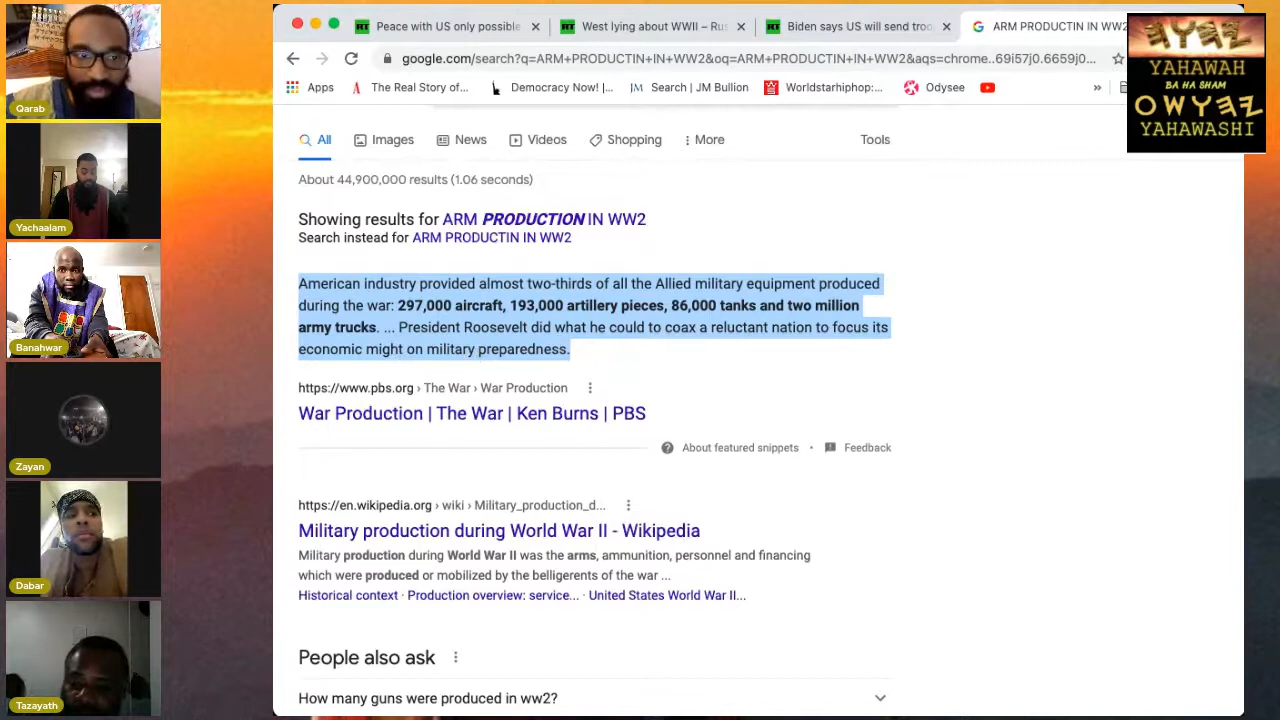 Qarab
Yachaalam
Banahwar
Zayan
Dabar
Tazayath
Peace with US only possible
West lying about WWII – Rus
Biden says US will send troo
ARM PRODUCTIN IN WW2
google.com/search?q=ARM+PRODUCTIN+IN+WW2&oq=ARM+PRODUCTIN+IN+WW2&aqs=chrome..69i57j0.6659j0...
Apps
The Real Story of...
Democracy Now! |...
Search | JM Bullion
Worldstarhiphop:...
Odysee
»
YAHAWAH
BA HA SHAM
YAHAWASHI
All
Images
News
Videos
Shopping
More
Tools
About 44,900,000 results (1.06 seconds)
Showing results for ARM PRODUCTION IN WW2
Search instead for ARM PRODUCTIN IN WW2
American industry provided almost two-thirds of all the Allied military equipment produced
during the war: 297,000 aircraft, 193,000 artillery pieces, 86,000 tanks and two million
army trucks. ... President Roosevelt did what he could to coax a reluctant nation to focus its
economic might on military preparedness.
https://www.pbs.org › The War › War Production
War Production | The War | Ken Burns | PBS
About featured snippets • Feedback
https://en.wikipedia.org › wiki › Military_production_d...
Military production during World War II - Wikipedia
Military production during World War II was the arms, ammunition, personnel and financing
which were produced or mobilized by the belligerents of the war ...
Historical context · Production overview: service... · United States World War II...
People also ask
How many guns were produced in ww2?